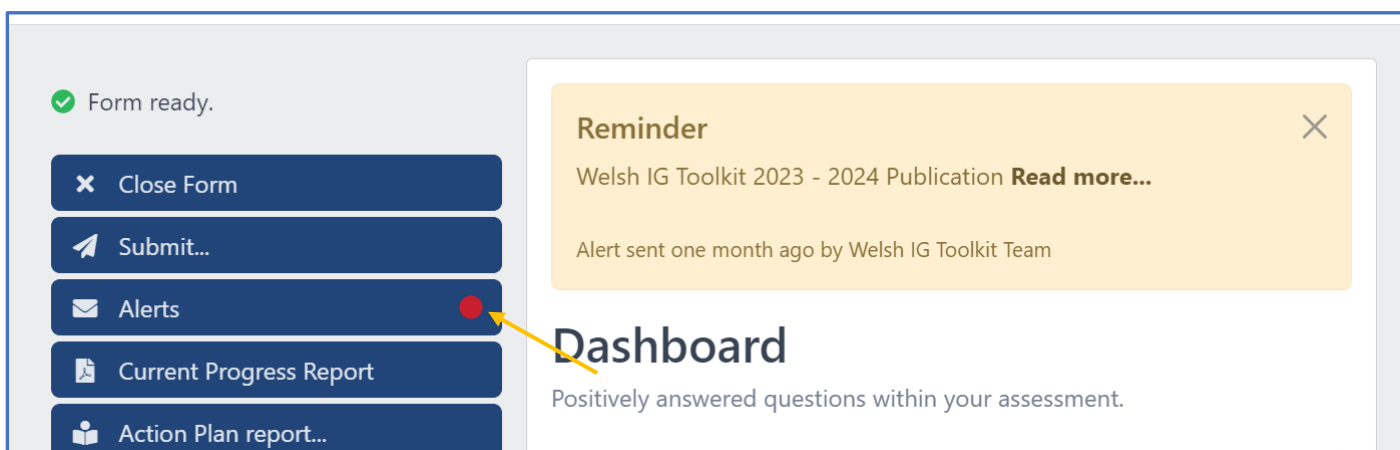 Form ready.
Close Form
Submit...
Alerts
Current Progress Report
Action Plan report...
Reminder
Welsh IG Toolkit 2023 - 2024 Publication Read more...
Alert sent one month ago by Welsh IG Toolkit Team
Dashboard
Positively answered questions within your assessment.